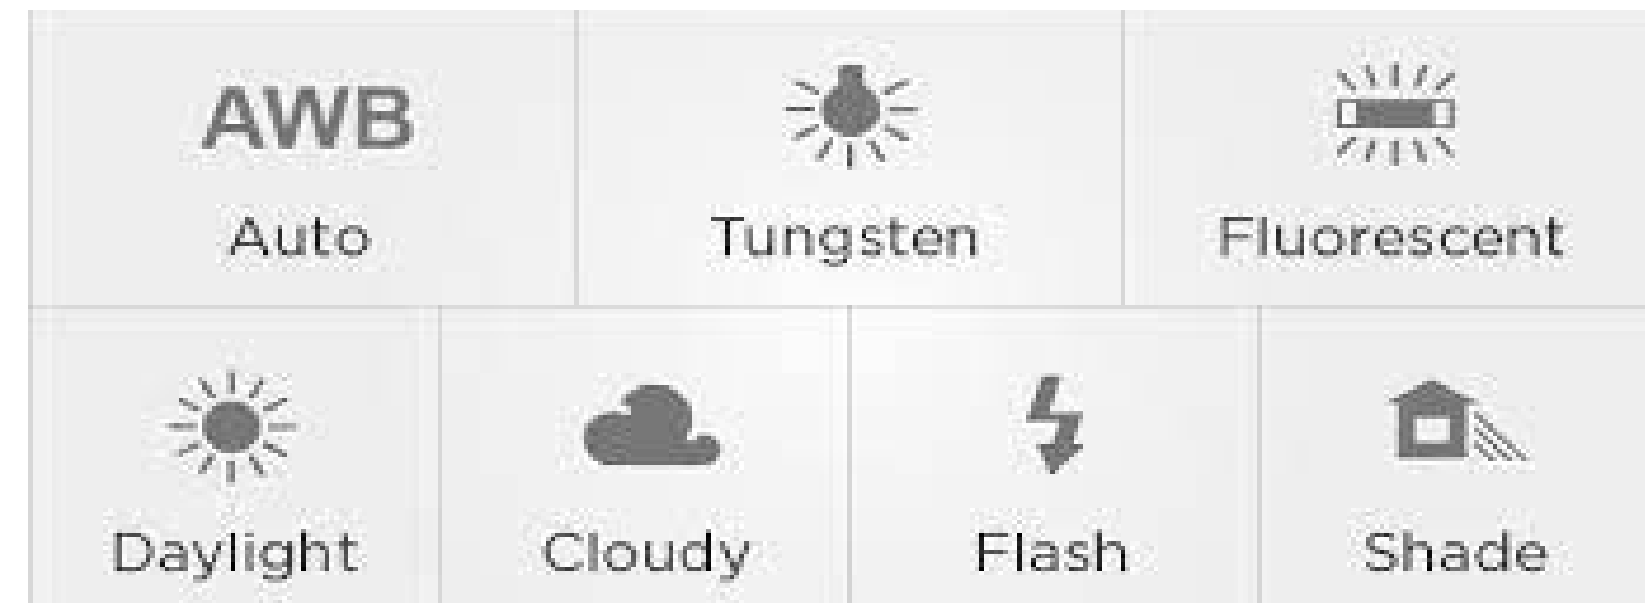 AWB
Auto
Tungsten
Fluorescent
Daylight
Cloudy
Flash
Shade